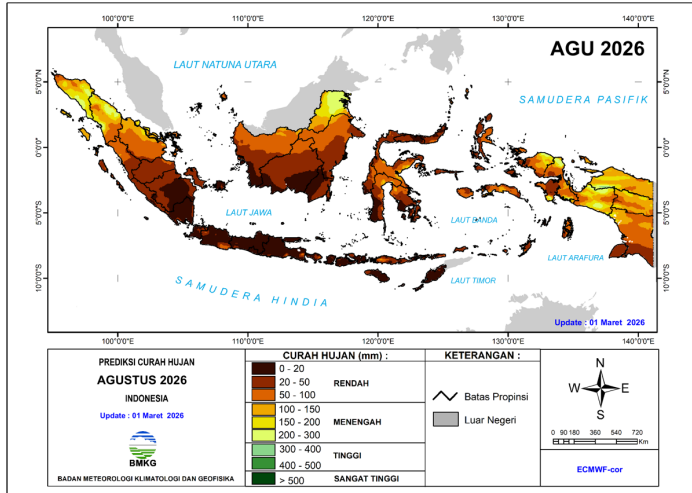 100°0'0"E 110°0'0"E 120°0'0"E 130°0'0"E 140°0'0"E
AGU 2026
LAUT NATUNA UTARA
SAMUDERA PASIFIK
5°0'0"N 5°0'0"N
0°0'0" 0°0'0"
5°0'0"S 5°0'0"S
10°0'0"S 10°0'0"S
LAUT JAWA
LAUT BANDA
LAUT ARAFURA
LAUT TIMOR
SAMUDERA HINDIA
Update : 01 Maret 2026
100°0'0"E 110°0'0"E 120°0'0"E 130°0'0"E 140°0'0"E
PREDIKSI CURAH HUJAN
AGUSTUS 2026
INDONESIA
Update : 01 Maret 2026
BMKG
BADAN METEOROLOGI KLIMATOLOGI DAN GEOFISIKA
CURAH HUJAN (mm) :
0 - 20
20 - 50 RENDAH
50 - 100
100 - 150
150 - 200 MENENGAH
200 - 300
300 - 400 TINGGI
400 - 500
> 500 SANGAT TINGGI
KETERANGAN :
Batas Propinsi
Luar Negeri
N
W E
S
0 90 180 360 540 720
Km
ECMWF-cor